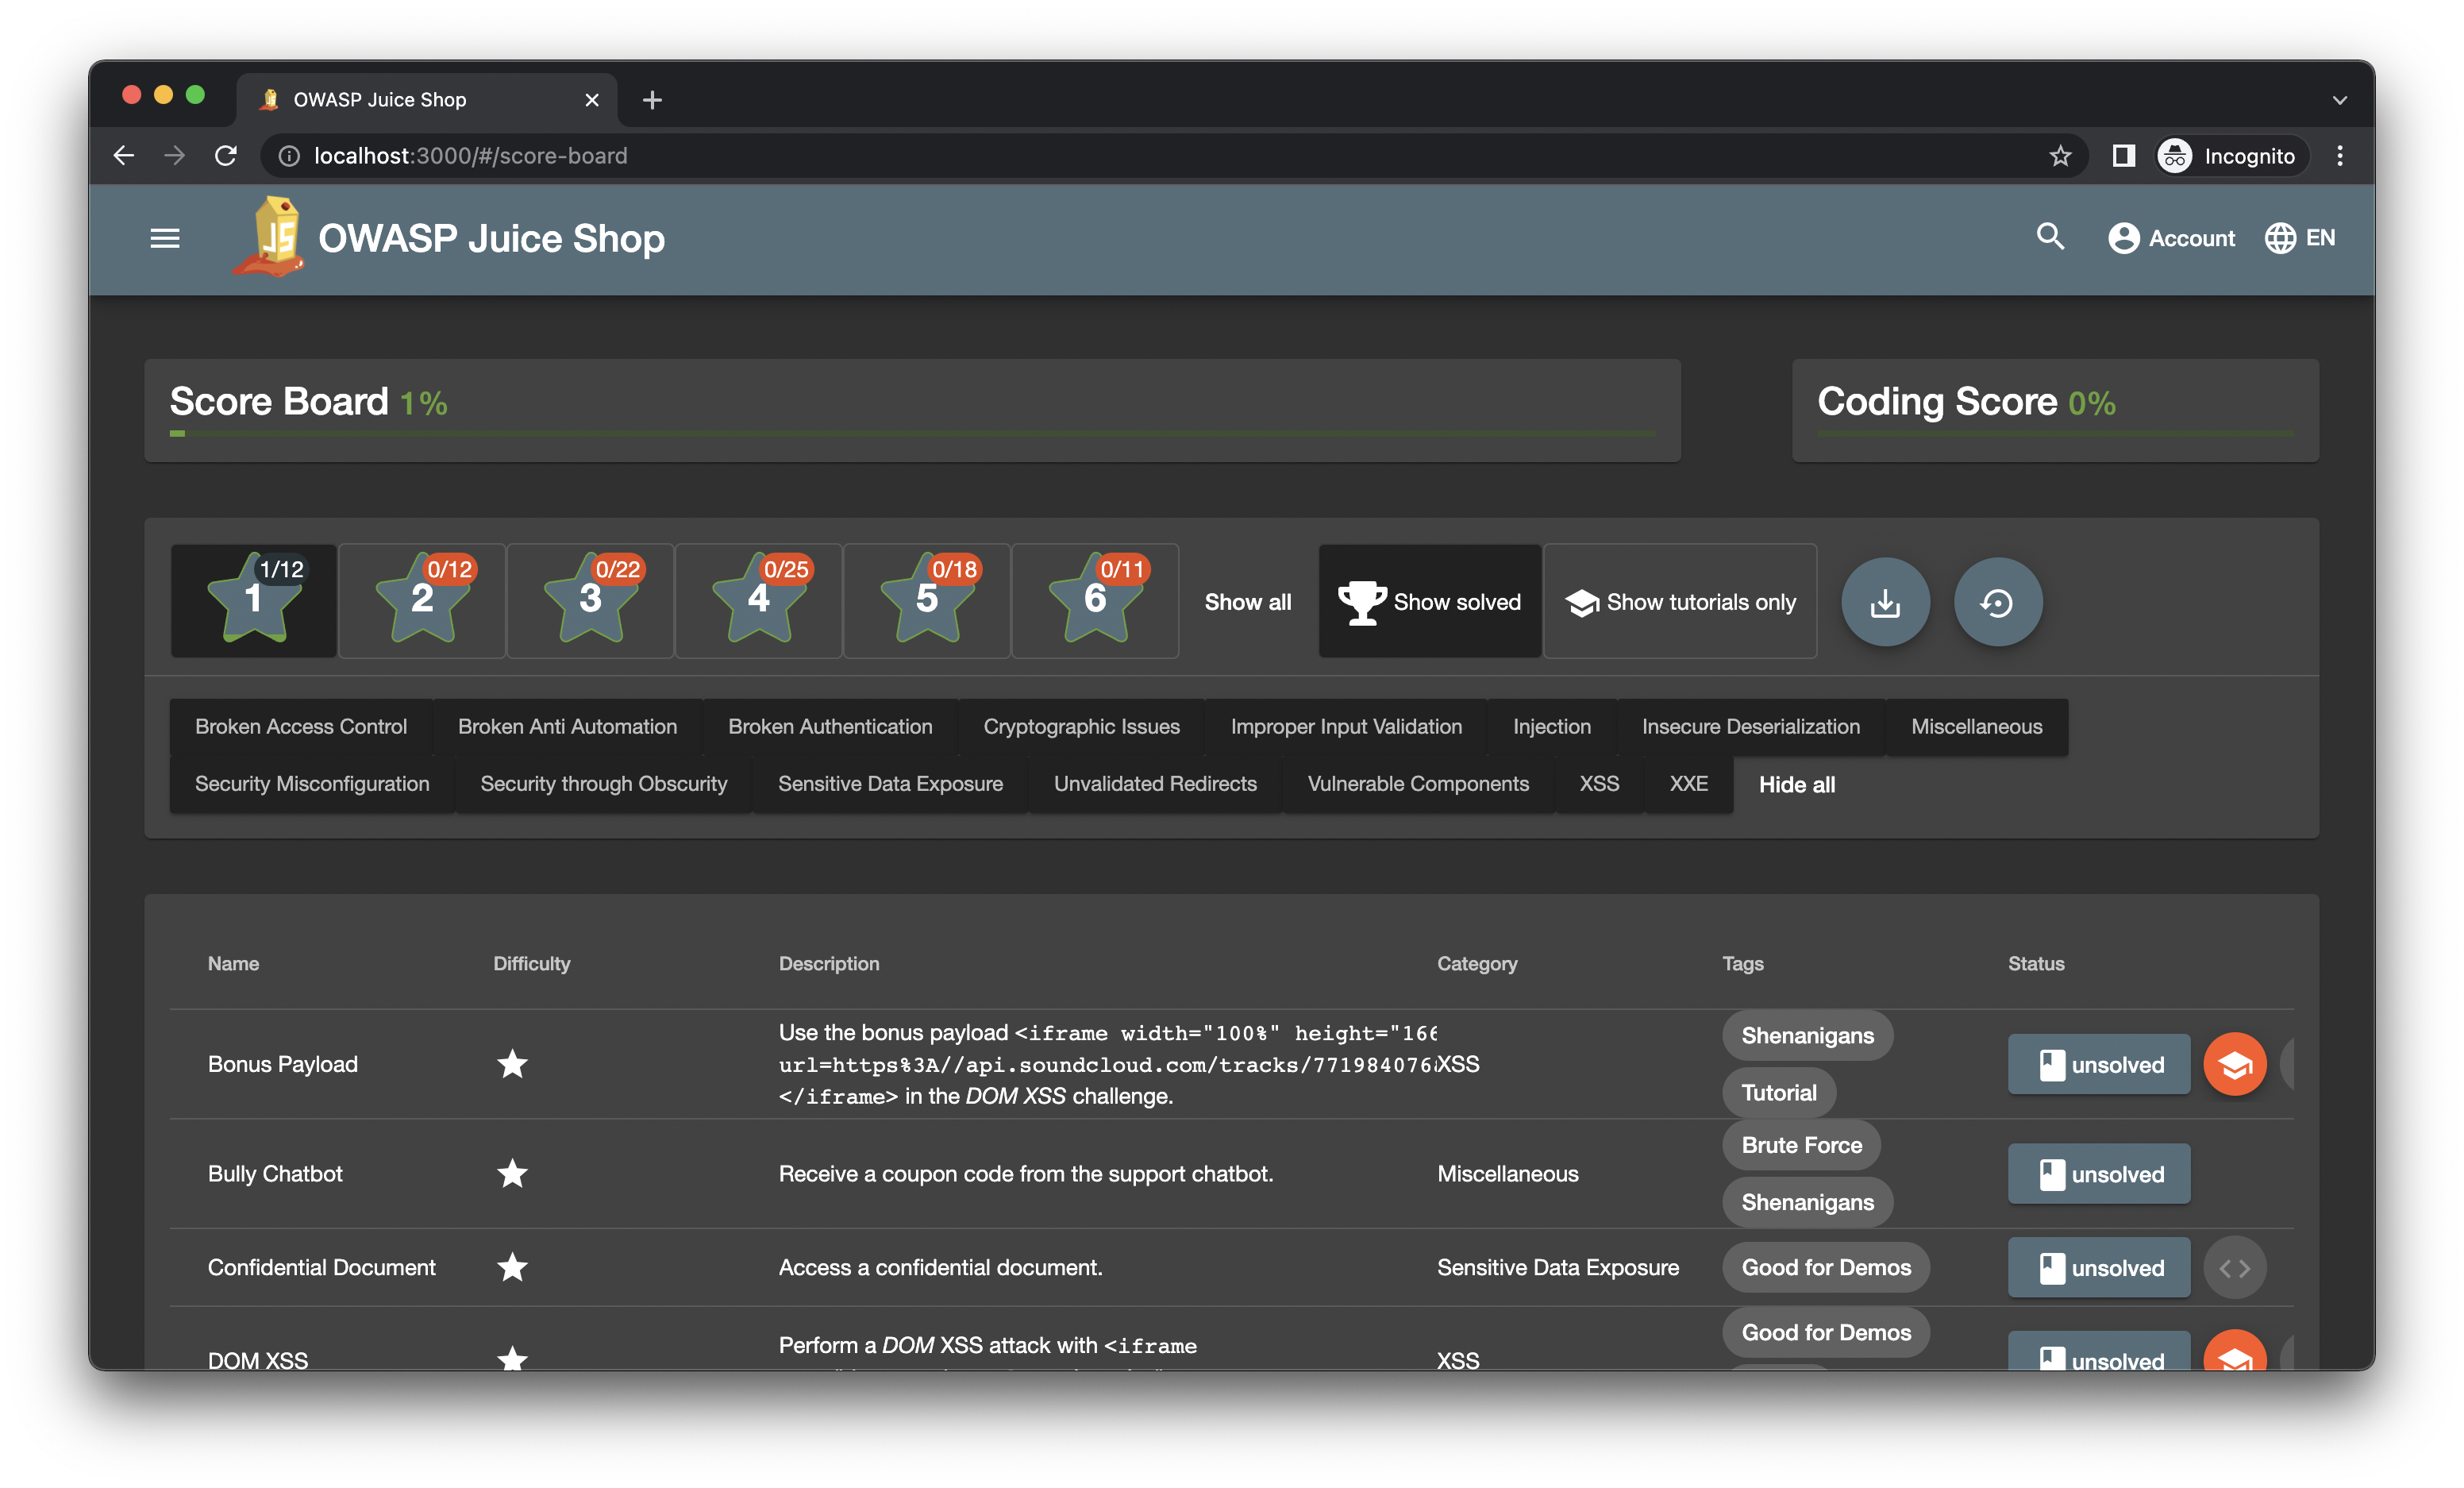 OWASP Juice Shop
localhost:3000/#/score-board
Incognito
OWASP Juice Shop
Account
EN
Score Board 1%
Coding Score 0%
1 1/12
2 0/12
3 0/22
4 0/25
5 0/18
6 0/11
Show all
Show solved
Show tutorials only
Broken Access Control
Broken Anti Automation
Broken Authentication
Cryptographic Issues
Improper Input Validation
Injection
Insecure Deserialization
Miscellaneous
Security Misconfiguration
Security through Obscurity
Sensitive Data Exposure
Unvalidated Redirects
Vulnerable Components
XSS
XXE
Hide all
Name
Difficulty
Description
Category
Tags
Status
Bonus Payload
Use the bonus payload <iframe width="100%" height="166
url=https%3A//api.soundcloud.com/tracks/771984076
</iframe> in the DOM XSS challenge.
XSS
Shenanigans
Tutorial
unsolved
Bully Chatbot
Receive a coupon code from the support chatbot.
Miscellaneous
Brute Force
Shenanigans
unsolved
Confidential Document
Access a confidential document.
Sensitive Data Exposure
Good for Demos
unsolved
DOM XSS
Perform a DOM XSS attack with <iframe
XSS
Good for Demos
unsolved